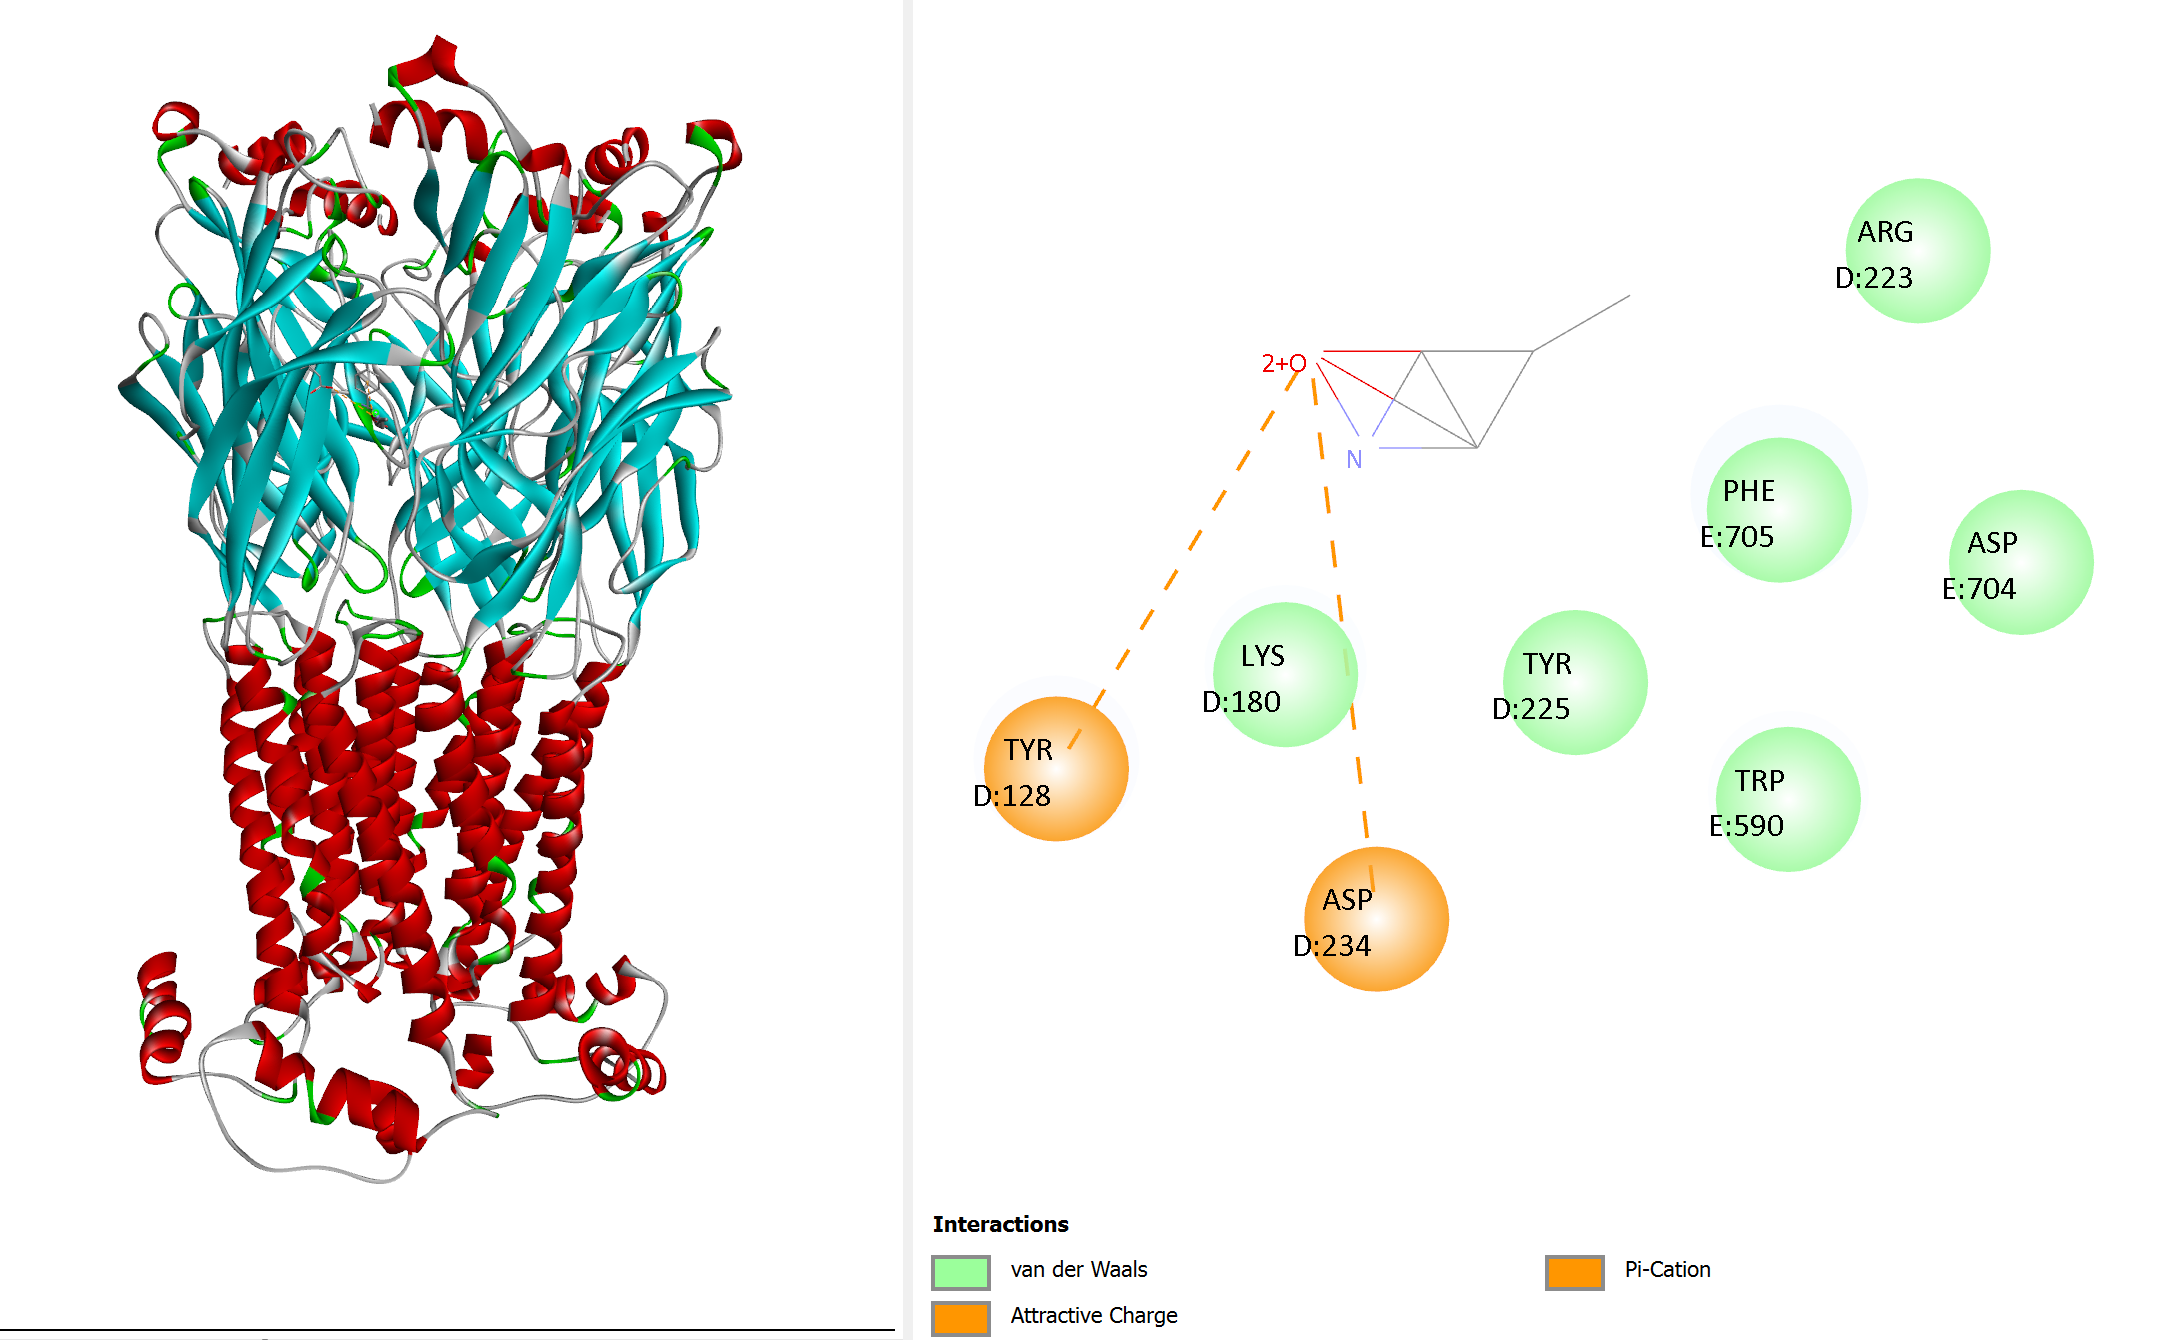 ARG
D:223
2+O
N
PHE
E:705
ASP
E:704
LYS
D:180
TYR
D:225
TYR
D:128
TRP
E:590
ASP
D:234
Interactions
van der Waals
Pi-Cation
Attractive Charge